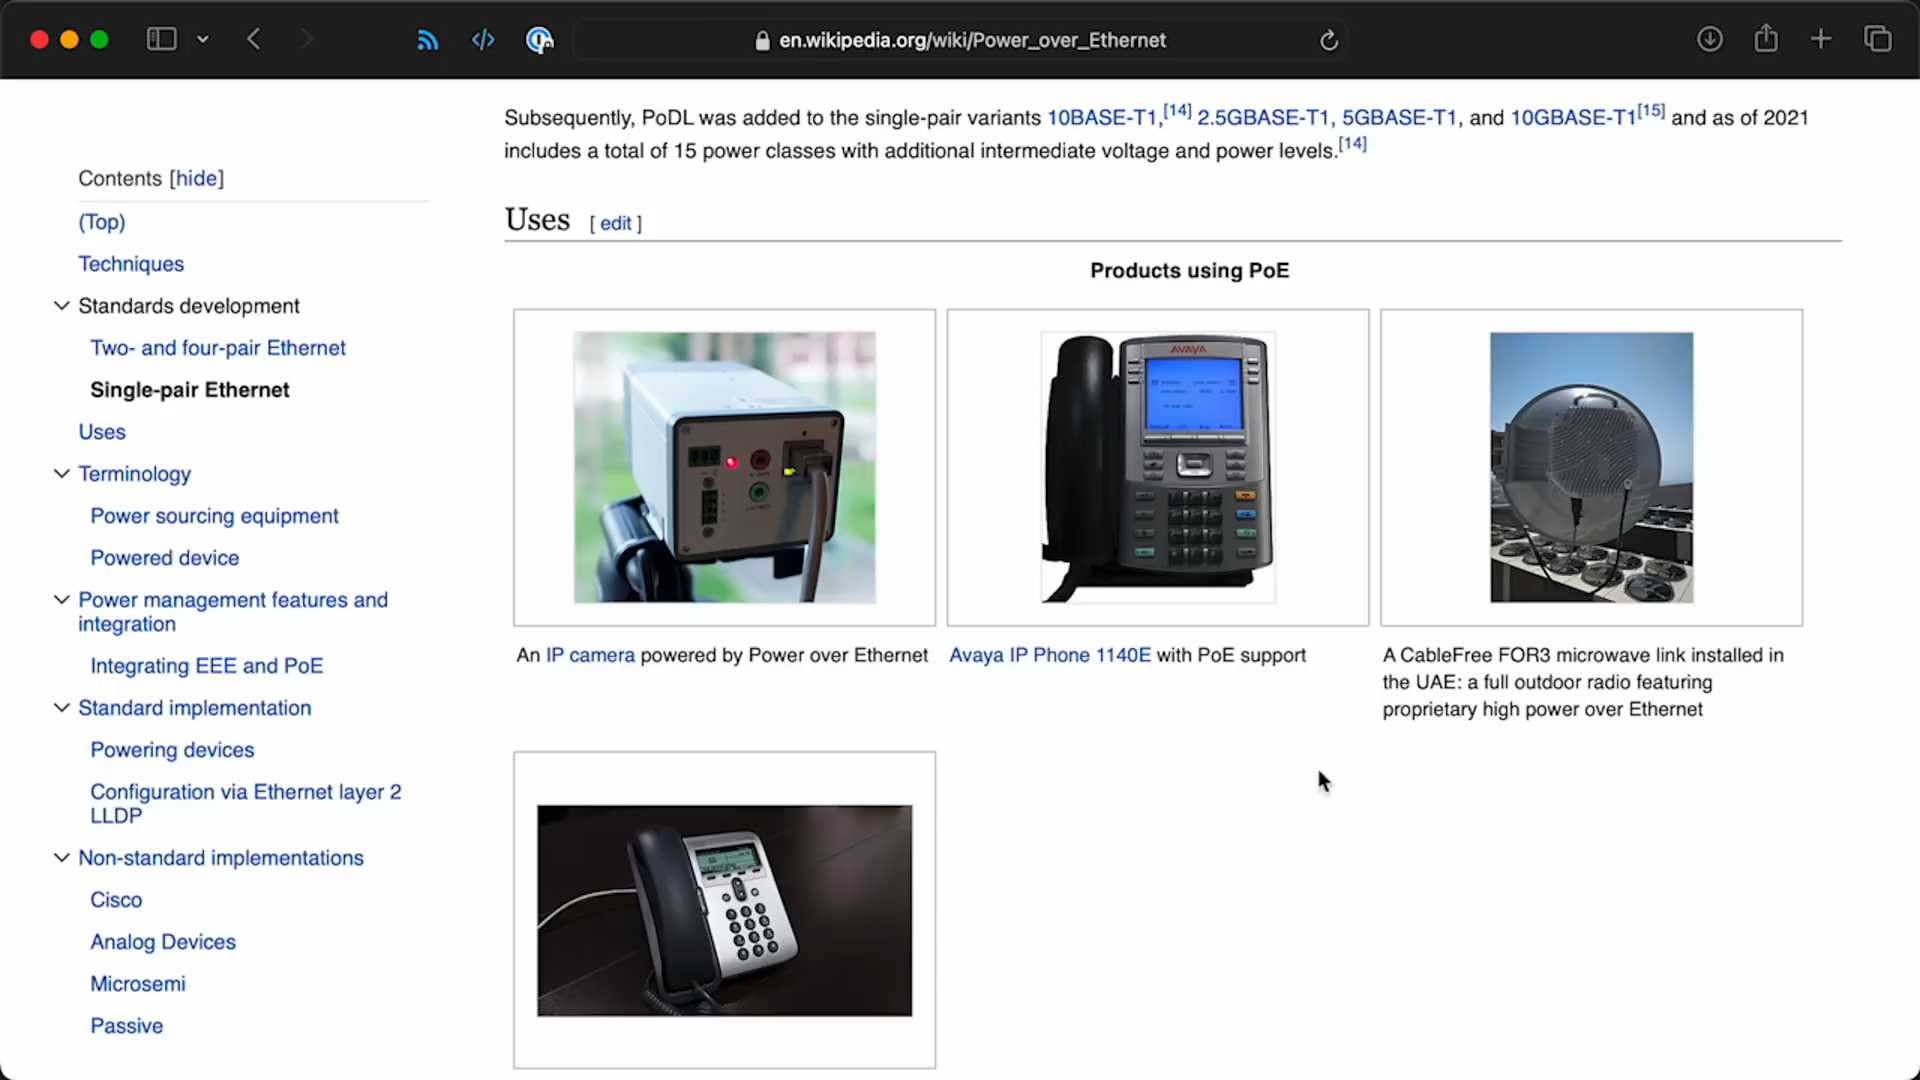 en.wikipedia.org/wiki/Power_over_Ethernet
Subsequently, PoDL was added to the single-pair variants 10BASE-T1,[14] 2.5GBASE-T1, 5GBASE-T1, and 10GBASE-T1[15] and as of 2021
includes a total of 15 power classes with additional intermediate voltage and power levels.[14]
Contents [hide]
(Top)
Techniques
Standards development
Two- and four-pair Ethernet
Single-pair Ethernet
Uses
Terminology
Power sourcing equipment
Powered device
Power management features and
integration
Integrating EEE and PoE
Standard implementation
Powering devices
Configuration via Ethernet layer 2
LLDP
Non-standard implementations
Cisco
Analog Devices
Microsemi
Passive
Uses [ edit ]
Products using PoE
AVAYA
An IP camera powered by Power over Ethernet
Avaya IP Phone 1140E with PoE support
A CableFree FOR3 microwave link installed in
the UAE: a full outdoor radio featuring
proprietary high power over Ethernet